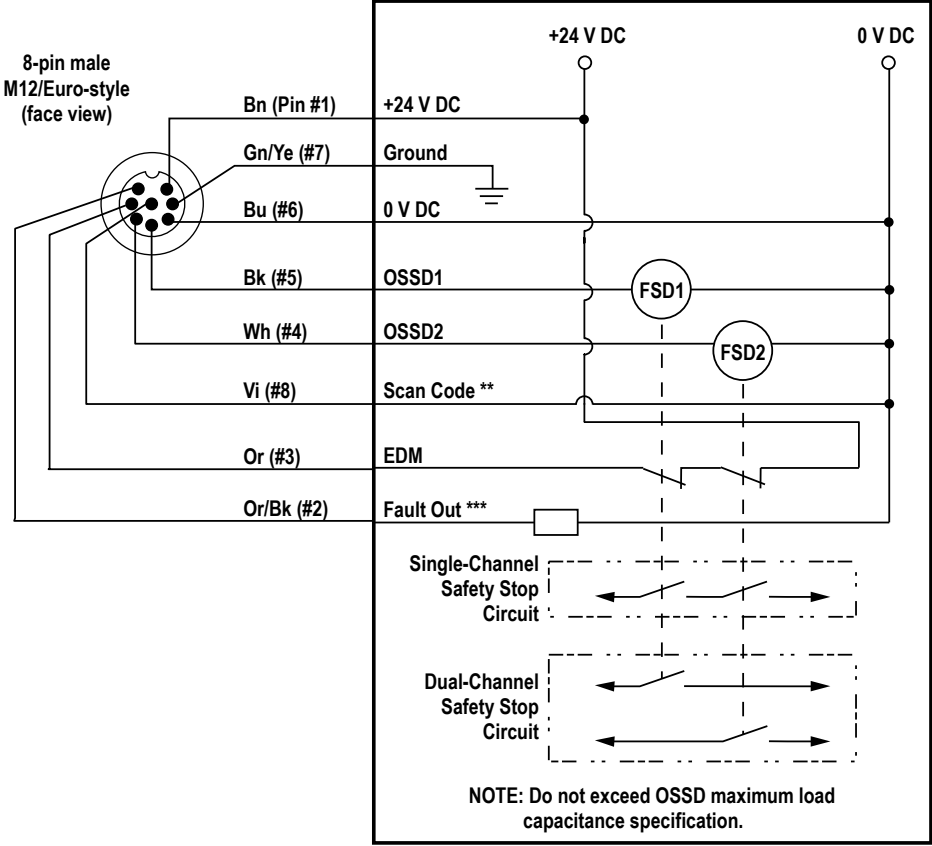 +24 V DC
0 V DC
8-pin male
M12/Euro-style
(face view)
Bn (Pin #1)
+24 V DC
Gn/Ye (#7)
Ground
Bu (#6)
0 V DC
Bk (#5)
OSSD1
FSD1
Wh (#4)
OSSD2
FSD2
Vi (#8)
Scan Code **
Or (#3)
EDM
Or/Bk (#2)
Fault Out ***
Single-Channel
Safety Stop
Circuit
Dual-Channel
Safety Stop
Circuit
NOTE: Do not exceed OSSD maximum load
capacitance specification.